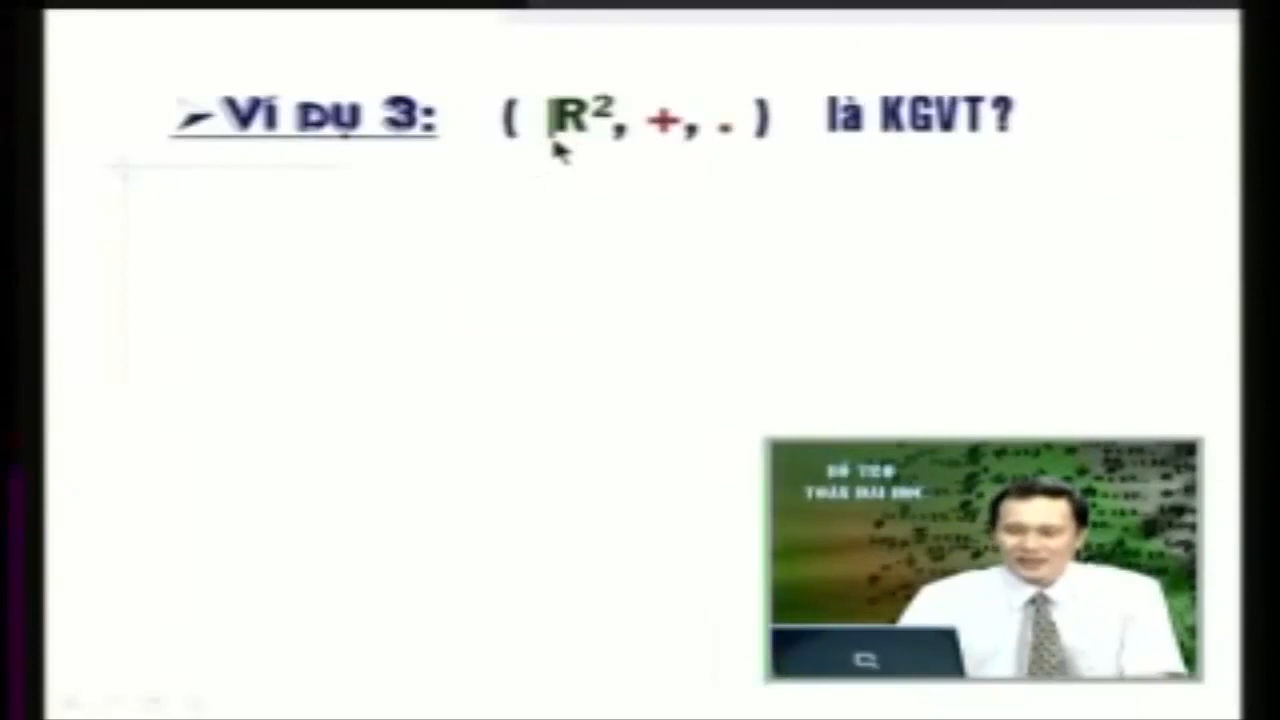 ➢Ví dụ 3: ( R², +, . ) là KGVT?